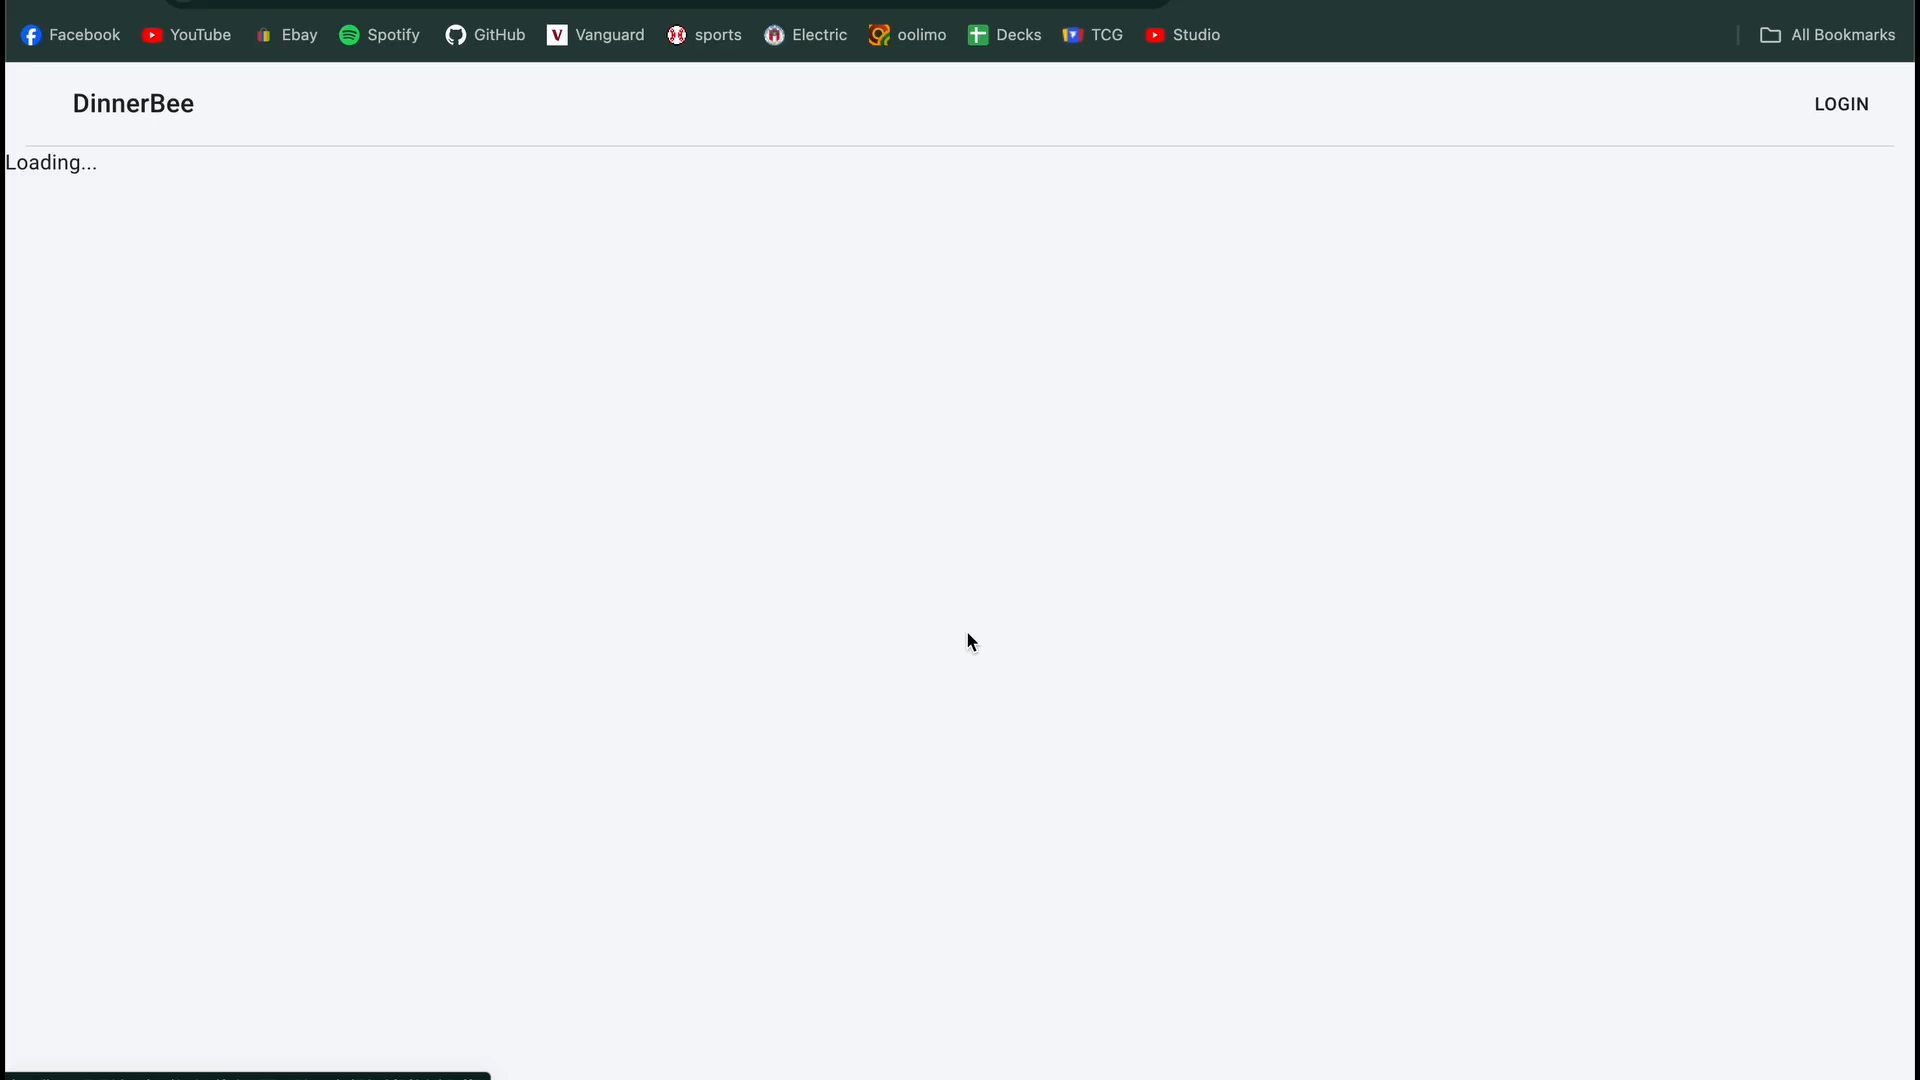 Facebook YouTube Ebay Spotify GitHub Vanguard sports Electric oolimo Decks TCG Studio All Bookmarks
DinnerBee LOGIN
Loading...